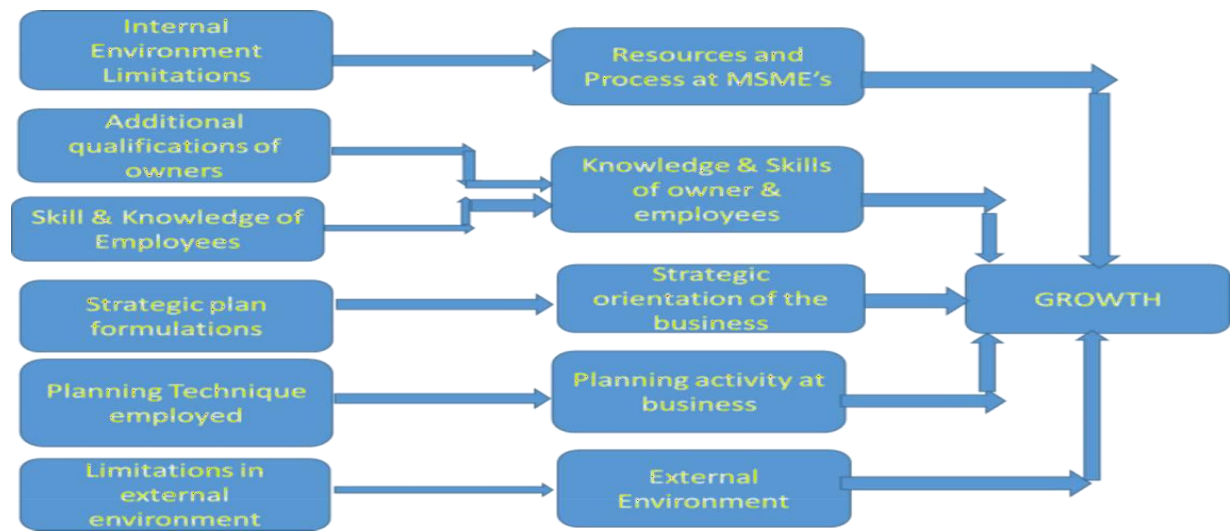 Internal
Environment
Limitations
Resources and
Process at MSME's
Additional
qualifications of
owners
Knowledge & Skills
of owner &
employees
Skill & Knowledge of
Employees
Strategic plan
formulations
Strategic
orientation of the
business
GROWTH
Planning Technique
employed
Planning activity at
business
Limitations in
external
environment
External
Environment